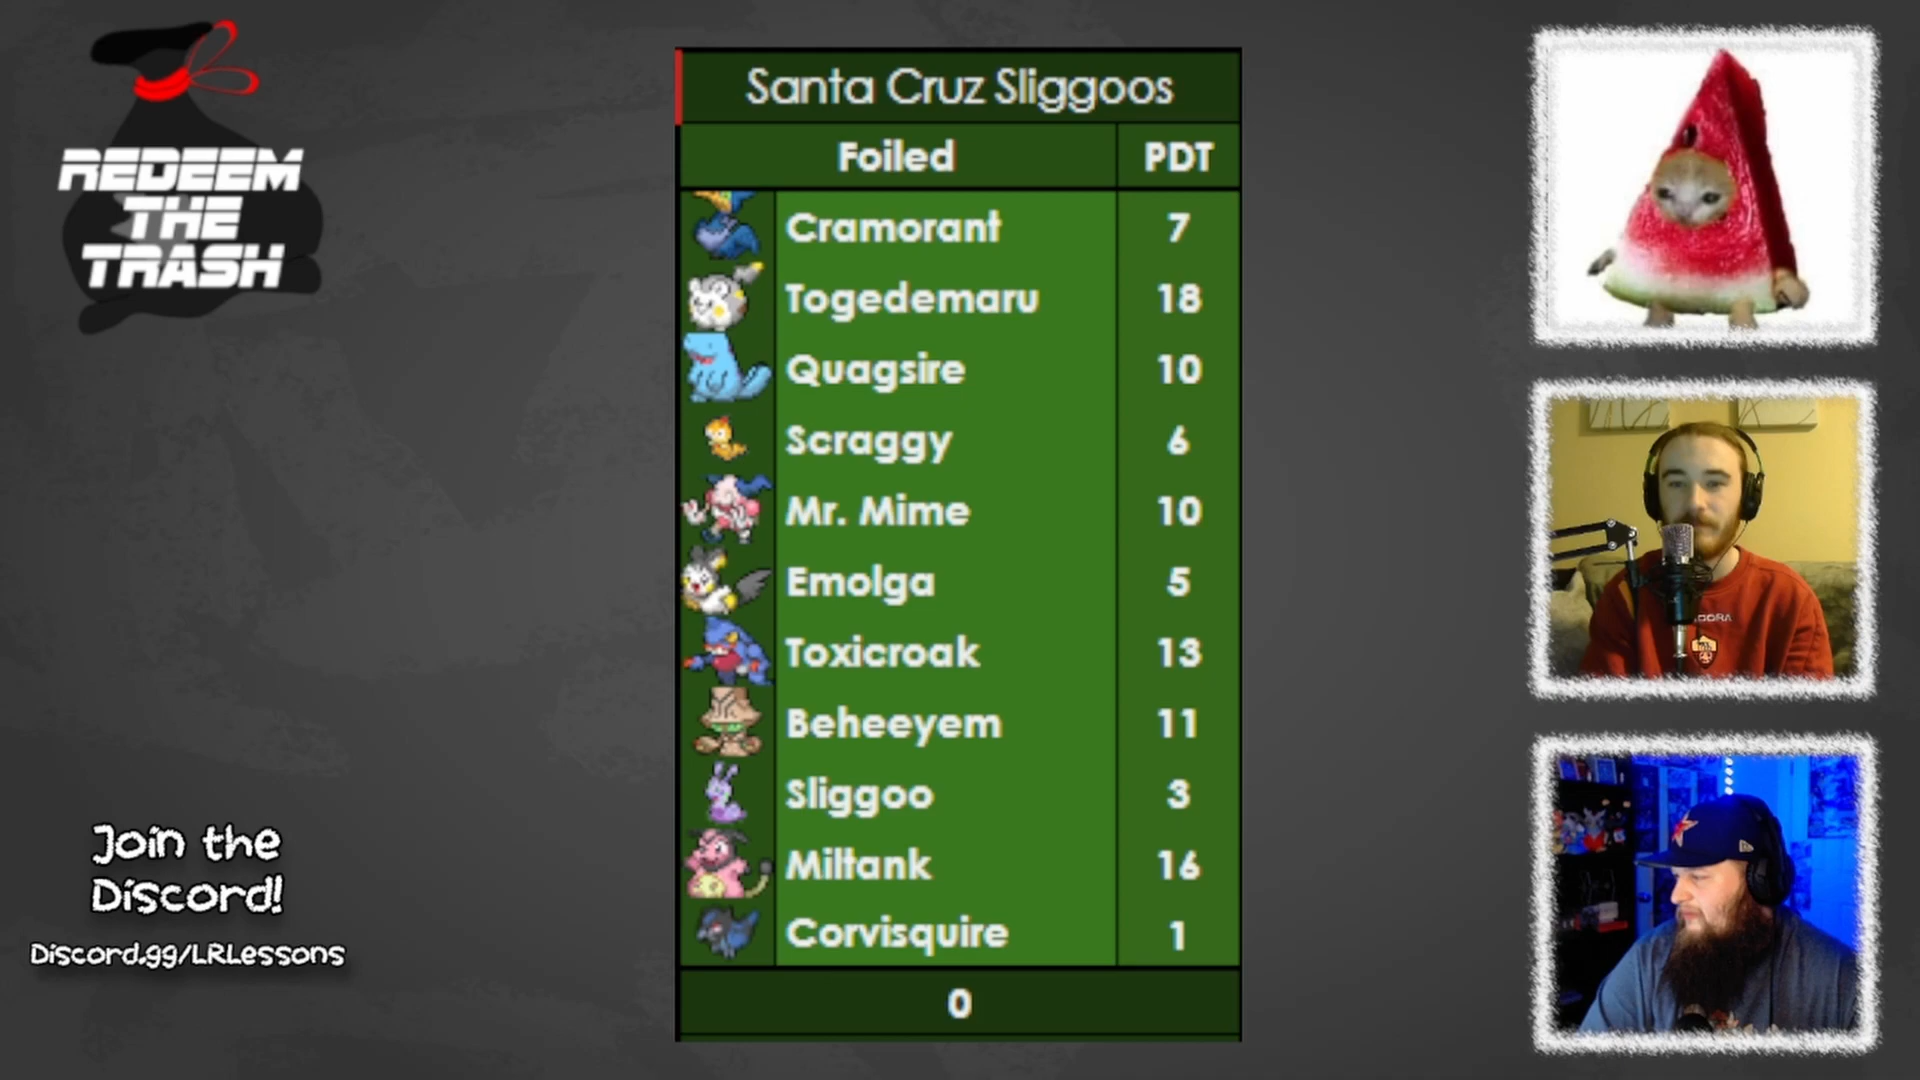 REDEEM
THE
TRASH
Santa Cruz Sliggoos
Foiled PDT
Cramorant 7
Togedemaru 18
Quagsire 10
Scraggy 6
Mr. Mime 10
Emolga 5
Toxicroak 13
Beheeyem 11
Sliggoo 3
Miltank 16
Corvisquire 1
0
Join the
Discord!
Discord.gg/LRLessons